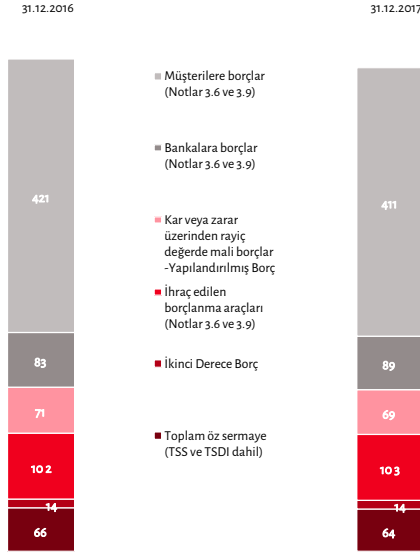 31.12.2016
31.12.2017
421
83
71
102
14
66
Müşterilere borçlar
(Notlar 3.6 ve 3.9)
Bankalara borçlar
(Notlar 3.6 ve 3.9)
Kar veya zarar
üzerinden rayiç
değerde mali borçlar
-Yapılandırılmış Borç
İhraç edilen
borçlanma araçları
(Notlar 3.6 ve 3.9)
İkinci Derece Borç
Toplam öz sermaye
(TSS ve TSDI dahil)
411
89
69
103
14
64